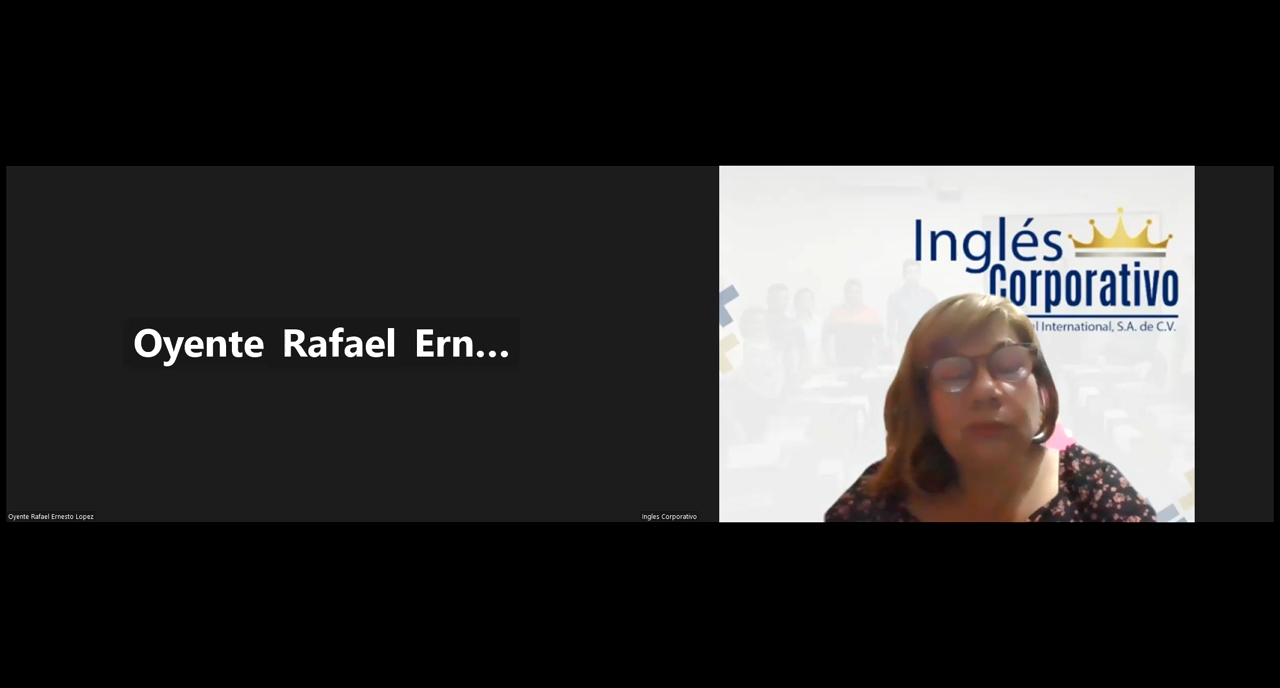 Oyente Rafael Ern...
Oyente Rafael Ernesto Lopez
Ingles Corporativo
Inglés
Corporativo
International, S.A. de C.V.